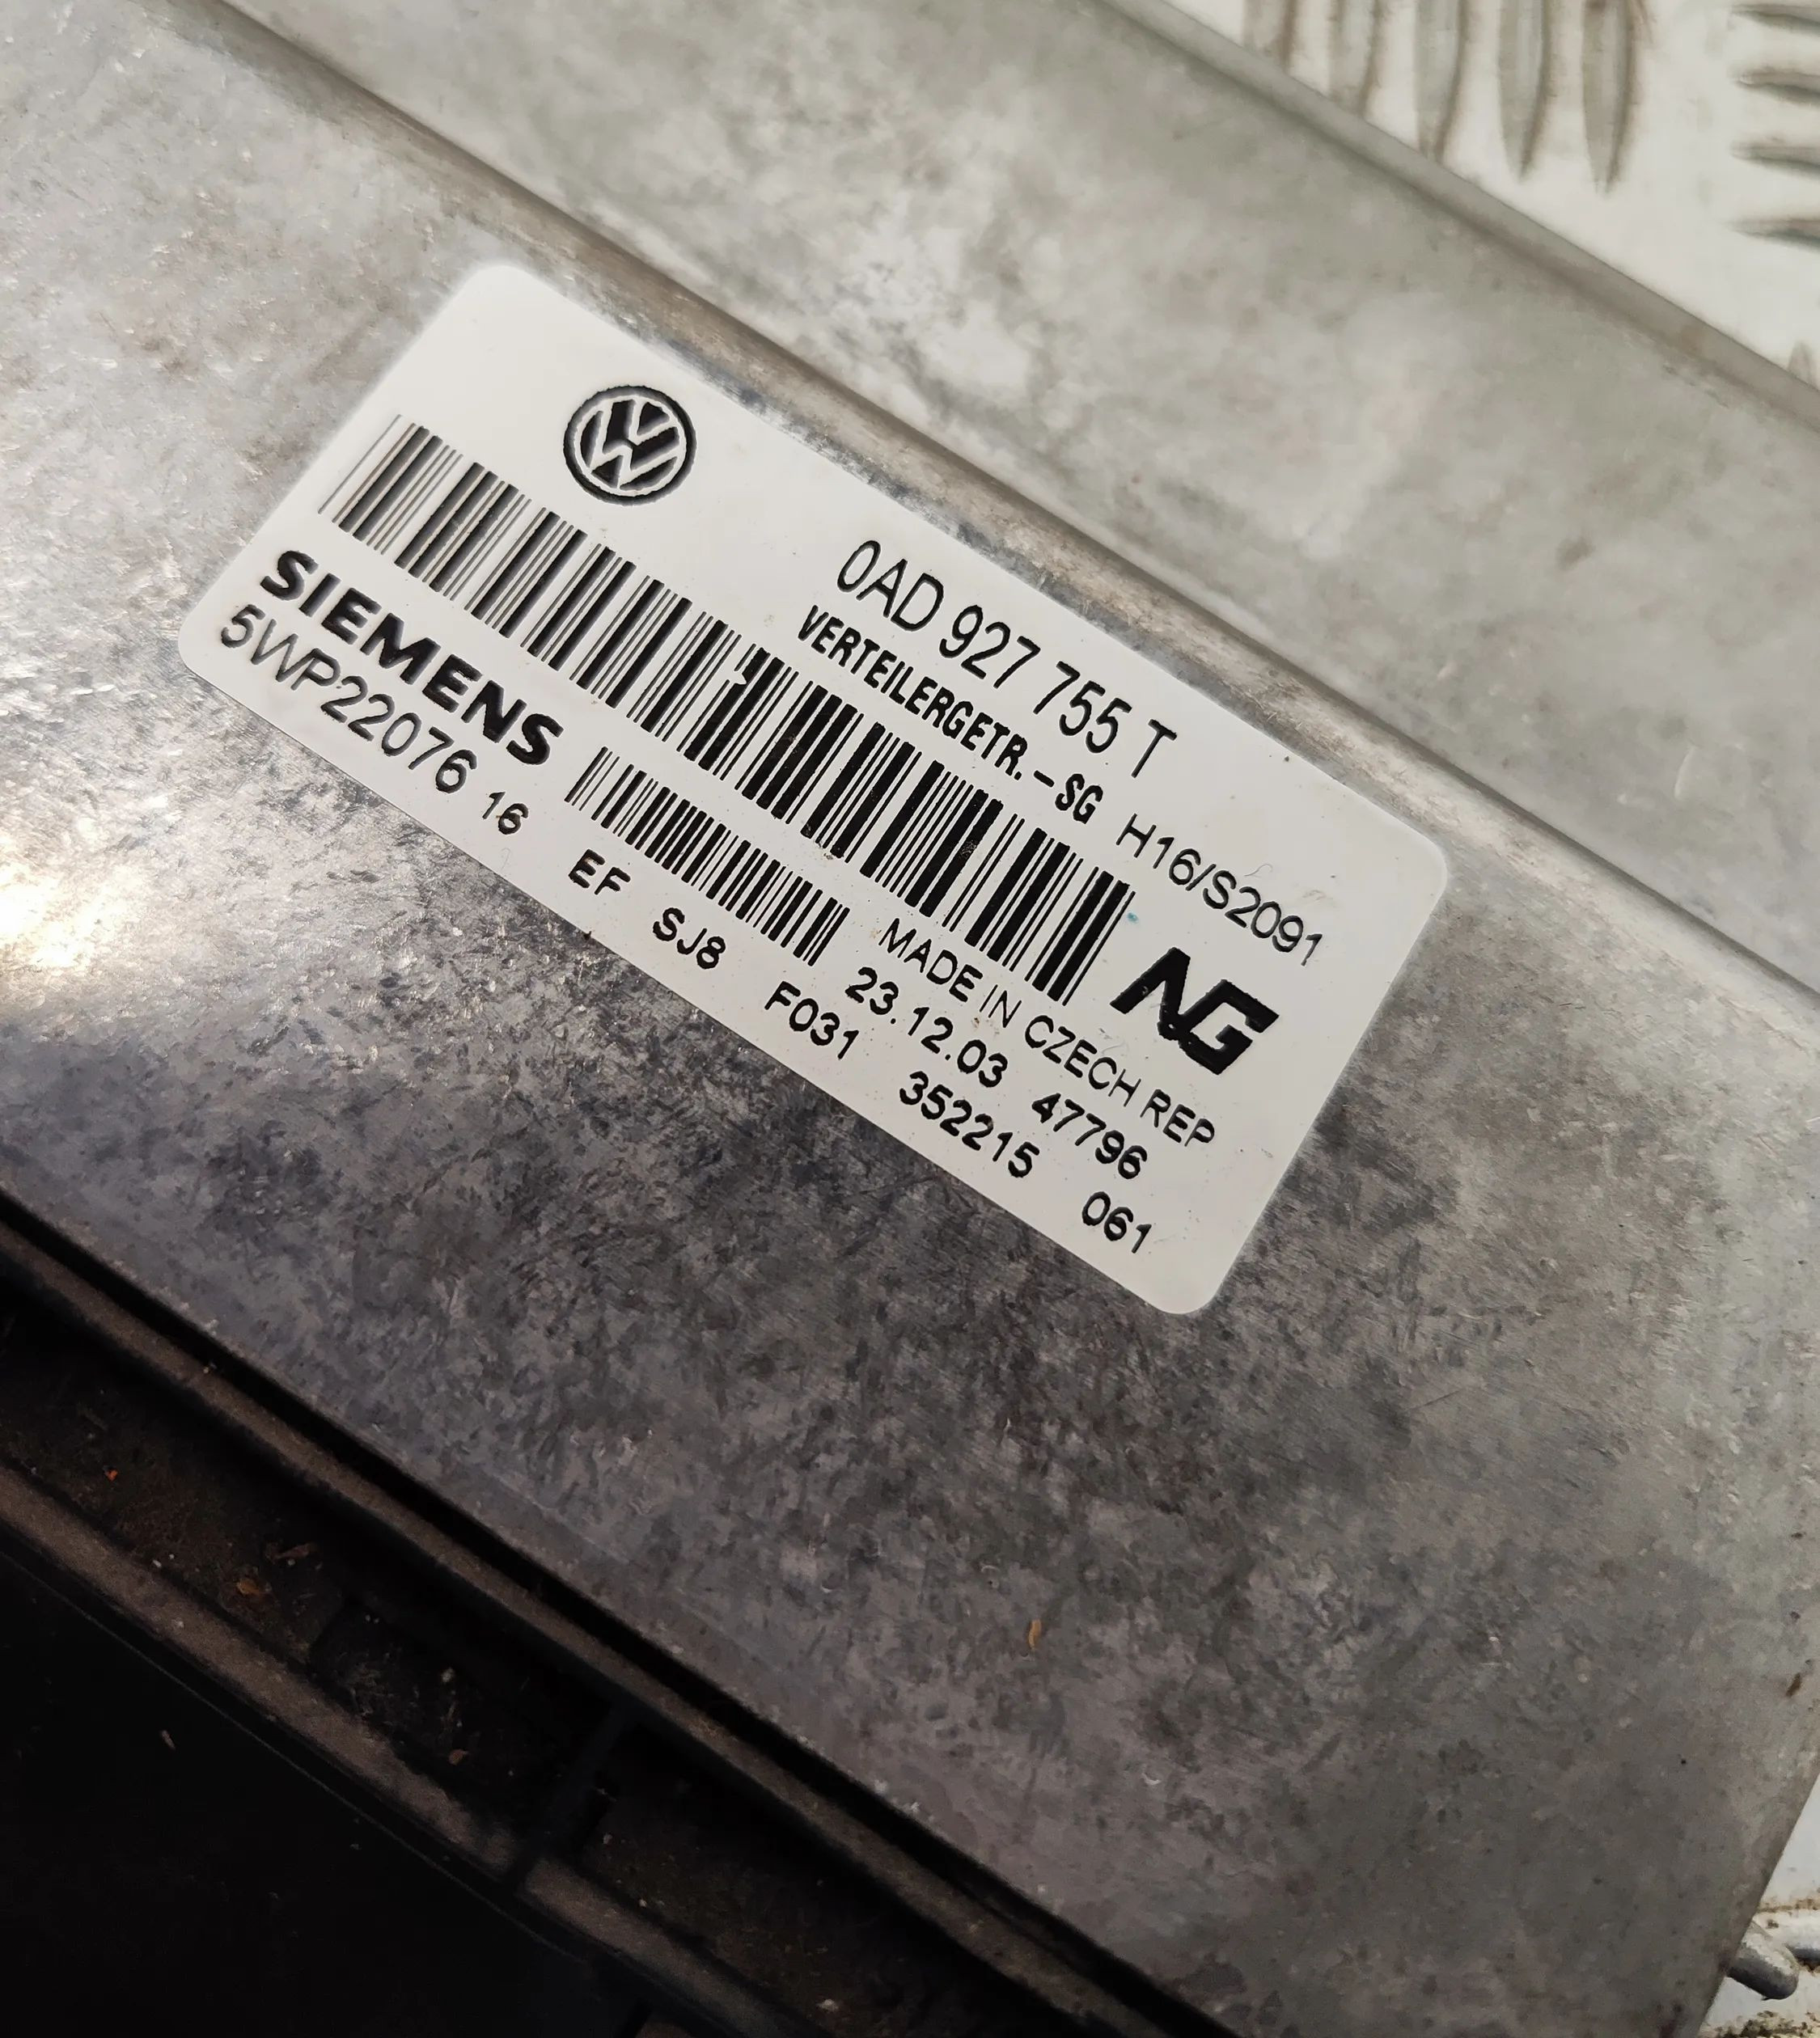 0AD 927 755 T
VERTEILERGETR.-SG H16/S2091
NG
SIEMENS MADE IN CZECH REP
5WP22076 16 23.12.03 47796
EF SJ8 F031 352215 061